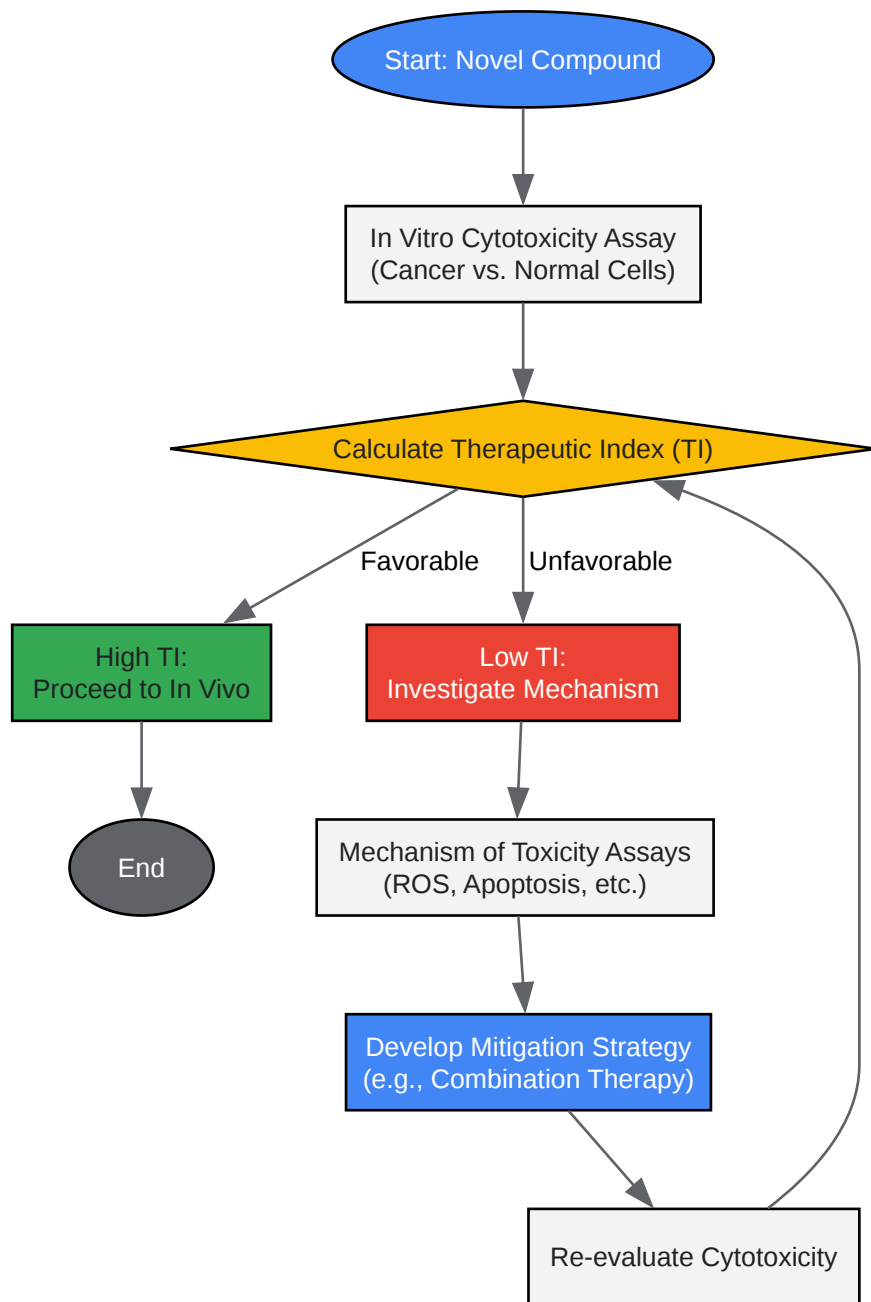 Start: Novel Compound
In Vitro Cytotoxicity Assay
(Cancer vs. Normal Cells)
Calculate Therapeutic Index (TI)
Favorable
Unfavorable
High TI:
Proceed to In Vivo
Low TI:
Investigate Mechanism
End
Mechanism of Toxicity Assays
(ROS, Apoptosis, etc.)
Develop Mitigation Strategy
(e.g., Combination Therapy)
Re-evaluate Cytotoxicity